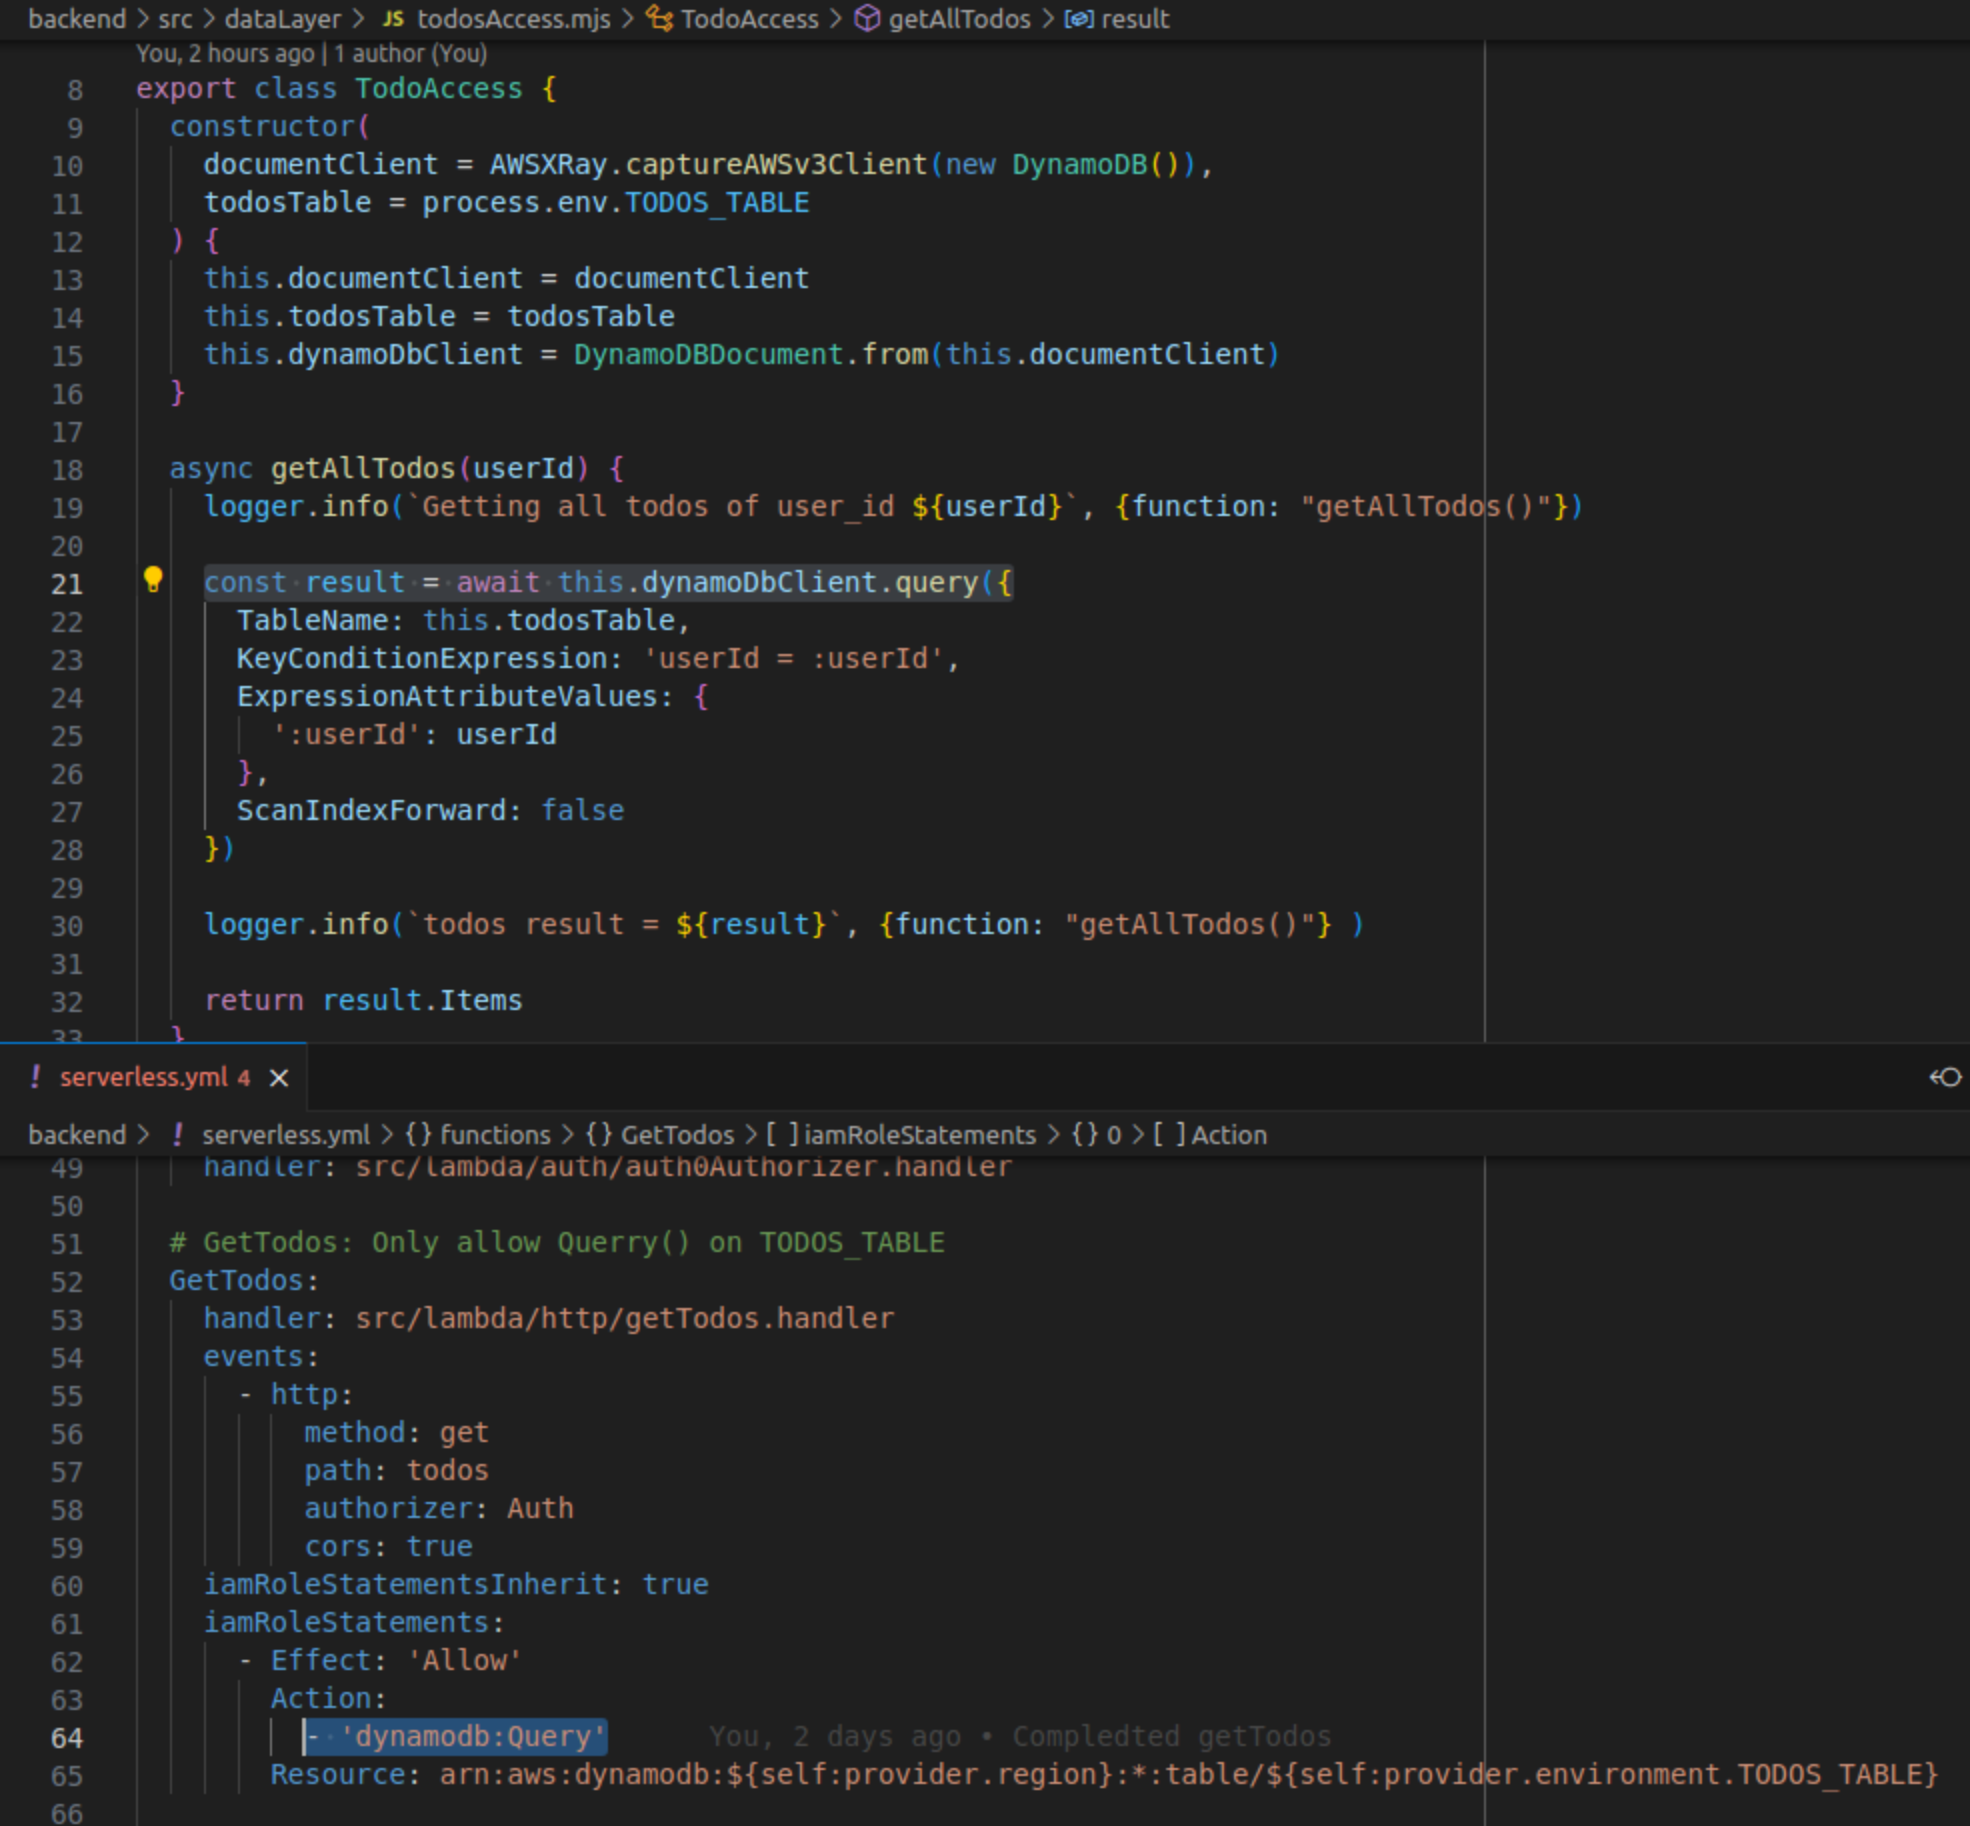 backend > src > dataLayer > JS todosAccess.mjs > TodoAccess > getAllTodos > result
You, 2 hours ago | 1 author (You)
8 export class TodoAccess {
9 constructor(
10 documentClient = AWSXRay.captureAWSv3Client(new DynamoDB()),
11 todosTable = process.env.TODOS_TABLE
12 ) {
13 this.documentClient = documentClient
14 this.todosTable = todosTable
15 this.dynamoDbClient = DynamoDBDocument.from(this.documentClient)
16 }
17
18 async getAllTodos(userId) {
19 logger.info(`Getting all todos of user_id ${userId}`, {function: "getAllTodos()"})
20
21 const result = await this.dynamoDbClient.query({
22 TableName: this.todosTable,
23 KeyConditionExpression: 'userId = :userId',
24 ExpressionAttributeValues: {
25 ':userId': userId
26 },
27 ScanIndexForward: false
28 })
29
30 logger.info(`todos result = ${result}`, {function: "getAllTodos()"} )
31
32 return result.Items
33 }
! serverless.yml 4 ×
backend > ! serverless.yml > {} functions > {} GetTodos > [ ] iamRoleStatements > {} 0 > [ ] Action
49 handler: src/lambda/auth/auth0Authorizer.handler
50
51 # GetTodos: Only allow Querry() on TODOS_TABLE
52 GetTodos:
53 handler: src/lambda/http/getTodos.handler
54 events:
55 - http:
56 method: get
57 path: todos
58 authorizer: Auth
59 cors: true
60 iamRoleStatementsInherit: true
61 iamRoleStatements:
62 - Effect: 'Allow'
63 Action:
64 - 'dynamodb:Query' You, 2 days ago • Compledted getTodos
65 Resource: arn:aws:dynamodb:${self:provider.region}:*:table/${self:provider.environment.TODOS_TABLE}
66